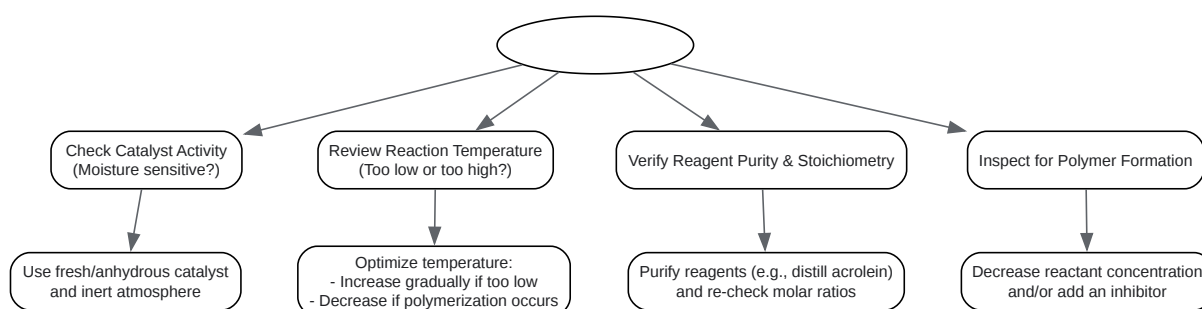 Check Catalyst Activity
(Moisture sensitive?)
Review Reaction Temperature
(Too low or too high?)
Verify Reagent Purity & Stoichiometry
Inspect for Polymer Formation
Use fresh/anhydrous catalyst
and inert atmosphere
Optimize temperature:
- Increase gradually if too low
- Decrease if polymerization occurs
Purify reagents (e.g., distill acrolein)
and re-check molar ratios
Decrease reactant concentration
and/or add an inhibitor